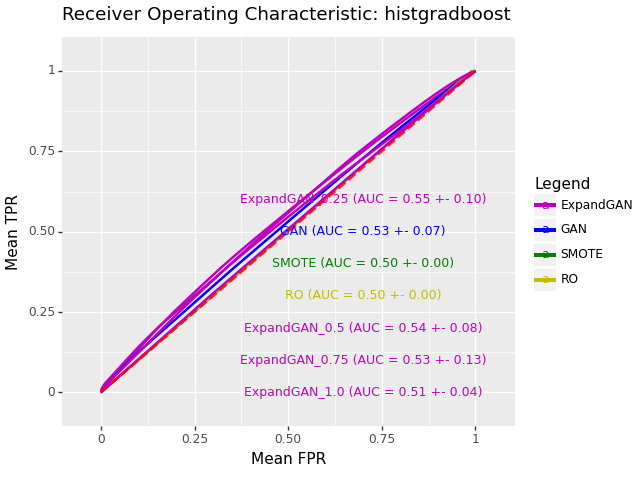 Receiver Operating Characteristic: histgradboost
Mean TPR
1
0.75
0.50
0.25
0
ExpandGAN_0.25 (AUC = 0.55 +- 0.10)
GAN (AUC = 0.53 +- 0.07)
SMOTE (AUC = 0.50 +- 0.00)
RO (AUC = 0.50 +- 0.00)
ExpandGAN_0.5 (AUC = 0.54 +- 0.08)
ExpandGAN_0.75 (AUC = 0.53 +- 0.13)
ExpandGAN_1.0 (AUC = 0.51 +- 0.04)
0 0.25 0.50 0.75 1
Mean FPR
Legend
a ExpandGAN
a GAN
a SMOTE
a RO